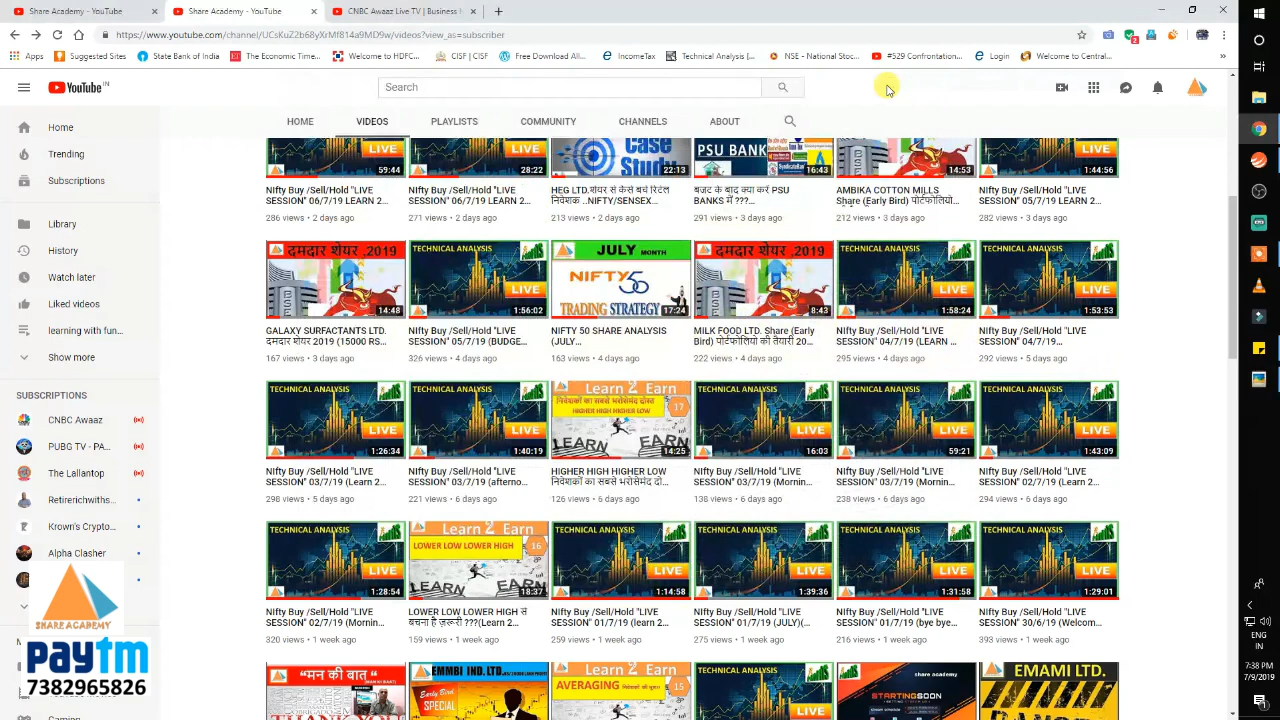 Share Academy - YouTube
Share Academy - YouTube
CNBC Awaaz Live TV | Business N
https://www.youtube.com/channel/UCsKuZ2b68yXrMf814a9MD9w/videos?view_as=subscriber
Apps
Suggested Sites
State Bank of India
The Economic Time...
Welcome to HDFC...
CISF | CISF
Free Download All...
IncomeTax
Technical Analysis [...
NSE - National Stoc...
#529 Confrontation...
Login
Welcome to Central...
YouTube IN
Search
HOME VIDEOS PLAYLISTS COMMUNITY CHANNELS ABOUT
Home
Trending
Subscriptions
Library
History
Watch later
Liked videos
learning with fun...
Show more
SUBSCRIPTIONS
CNBC Awaaz
PUBG TV - PA...
The Lallantop
Retirerichwiths...
Krown's Crypto...
Alpha Clasher
SHARE ACADEMY
paytm
7382965826
LIVE 59:44
LIVE 28:22
Case Study 22:13
PSU BANK 16:43
14:53
LIVE 1:44:56
Nifty Buy /Sell/Hold "LIVE
SESSION" 06/7/19 LEARN 2...
286 views • 2 days ago
Nifty Buy /Sell/Hold "LIVE
SESSION" 06/7/19 LEARN 2...
271 views • 2 days ago
HEG LTD.शेयर से कैसे बचे रिटेल
निवेशक ..NIFTY/SENSEX...
213 views • 2 days ago
बजट के बाद क्या करें PSU
BANKS में ???...
291 views • 3 days ago
AMBIKA COTTON MILLS
Share (Early Bird) पोर्टफोलियो...
212 views • 3 days ago
Nifty Buy /Sell/Hold "LIVE
SESSION" 05/7/19 LEARN 2...
282 views • 3 days ago
दमदार शेयर ,2019
14:48
TECHNICAL ANALYSIS
LIVE
1:56:02
JULY MONTH
NIFTY 50
TRADING STRATEGY
17:24
दमदार शेयर ,2019
8:43
TECHNICAL ANALYSIS
LIVE
1:58:24
TECHNICAL ANALYSIS
LIVE
1:53:53
GALAXY SURFACTANTS LTD.
दमदार शेयर 2019 (15000 RS...
167 views • 3 days ago
Nifty Buy /Sell/Hold "LIVE
SESSION" 05/7/19 (BUDGE...
326 views • 4 days ago
NIFTY 50 SHARE ANALYSIS
(JULY...
163 views • 4 days ago
MILK FOOD LTD. Share (Early
Bird) पोर्टफोलियो की तैयारी 20...
222 views • 4 days ago
Nifty Buy /Sell/Hold "LIVE
SESSION" 04/7/19 (LEARN ...
295 views • 4 days ago
Nifty Buy /Sell/Hold "LIVE
SESSION" 04/7/19...
292 views • 5 days ago
TECHNICAL ANALYSIS
LIVE
1:26:34
TECHNICAL ANALYSIS
LIVE
1:40:19
Learn 2 Earn
निवेशकों का सबसे भरोसेमंद दोस्त
HIGHER HIGH HIGHER LOW
17
LEARN EARN
14:25
TECHNICAL ANALYSIS
LIVE
16:03
TECHNICAL ANALYSIS
LIVE
59:21
TECHNICAL ANALYSIS
LIVE
1:43:09
Nifty Buy /Sell/Hold "LIVE
SESSION" 03/7/19 (Learn 2...
298 views • 5 days ago
Nifty Buy /Sell/Hold "LIVE
SESSION" 03/7/19 (afterno...
221 views • 6 days ago
HIGHER HIGH HIGHER LOW
निवेशकों का सबसे भरोसेमंद दो...
126 views • 6 days ago
Nifty Buy /Sell/Hold "LIVE
SESSION" 03/7/19 (Mornin...
138 views • 6 days ago
Nifty Buy /Sell/Hold "LIVE
SESSION" 03/7/19 (Mornin...
238 views • 6 days ago
Nifty Buy /Sell/Hold "LIVE
SESSION" 02/7/19 (Learn 2...
294 views • 6 days ago
TECHNICAL ANALYSIS
LIVE
1:28:54
Learn 2 Earn
LOWER LOW LOWER HIGH
16
LEARN EARN
18:37
TECHNICAL ANALYSIS
LIVE
1:14:58
TECHNICAL ANALYSIS
LIVE
1:39:36
TECHNICAL ANALYSIS
LIVE
1:31:58
TECHNICAL ANALYSIS
LIVE
1:29:01
Nifty Buy /Sell/Hold "LIVE
SESSION" 02/7/19 (Mornin...
320 views • 1 week ago
LOWER LOW LOWER HIGH से
बचना है ज़रूरी ???(Learn 2...
159 views • 1 week ago
Nifty Buy /Sell/Hold "LIVE
SESSION" 01/7/19 (learn 2...
259 views • 1 week ago
Nifty Buy /Sell/Hold "LIVE
SESSION" 01/7/19 (JULY)(...
275 views • 1 week ago
Nifty Buy /Sell/Hold "LIVE
SESSION" 01/7/19 (bye bye...
216 views • 1 week ago
Nifty Buy /Sell/Hold "LIVE
SESSION" 30/6/19 (Welcom...
393 views • 1 week ago
"मन की बात"
EMMRI IND. LTD.
Early Bird
SPECIAL
Learn 2 Earn
AVERAGING
15
TECHNICAL ANALYSIS
share academy
STARTINGSOON
EMAMI LTD.
ENG
IN
7:38 PM
7/9/2019